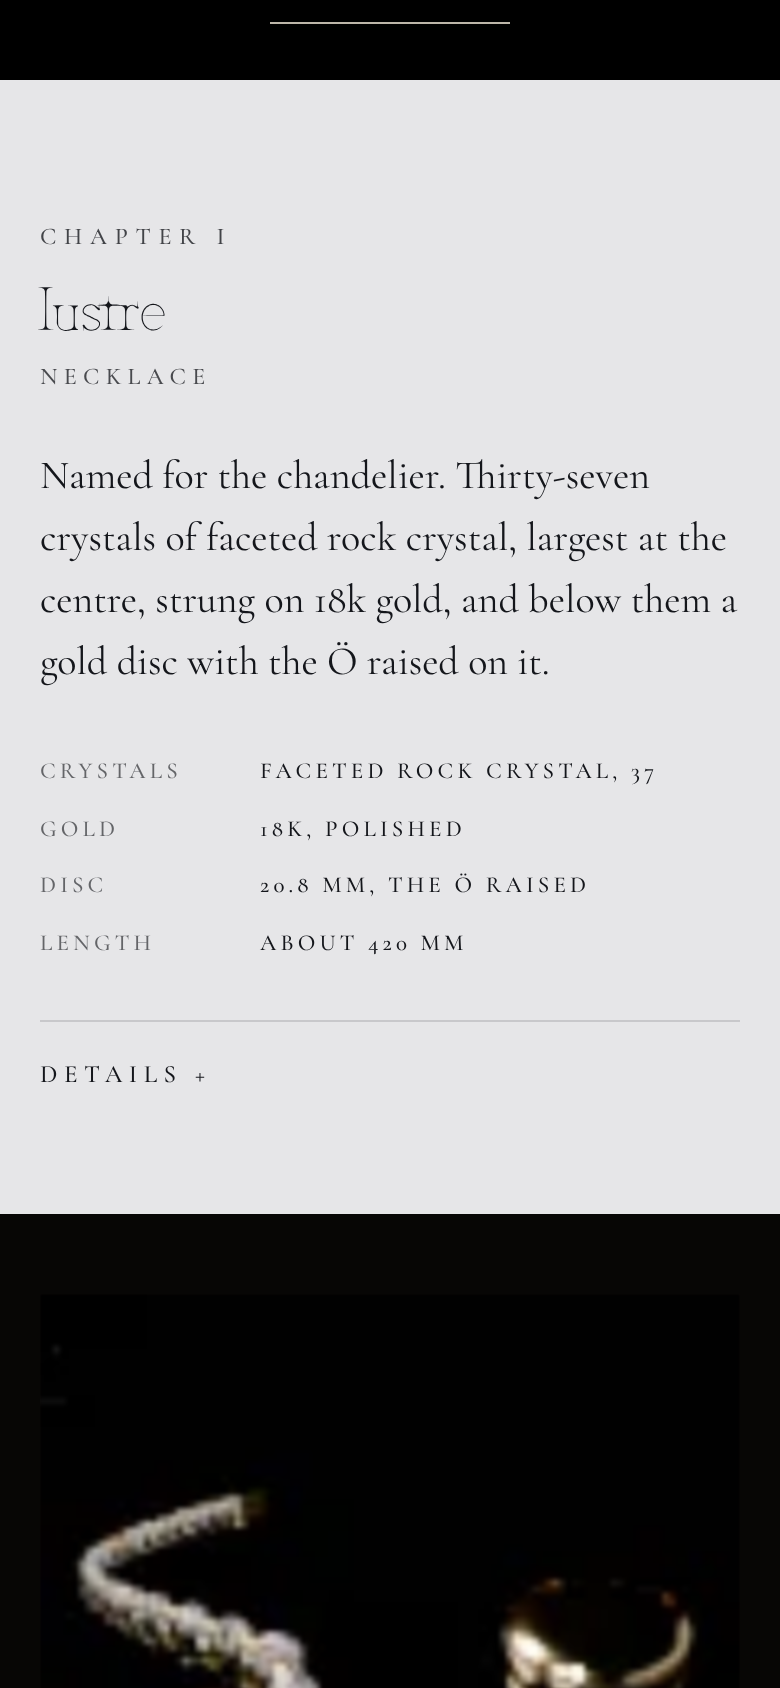 CHAPTER I
lustre
NECKLACE
Named for the chandelier. Thirty-seven
crystals of faceted rock crystal, largest at the
centre, strung on 18k gold, and below them a
gold disc with the Ö raised on it.
CRYSTALS FACETED ROCK CRYSTAL, 37
GOLD 18K, POLISHED
DISC 20.8 MM, THE Ö RAISED
LENGTH ABOUT 420 MM
DETAILS +